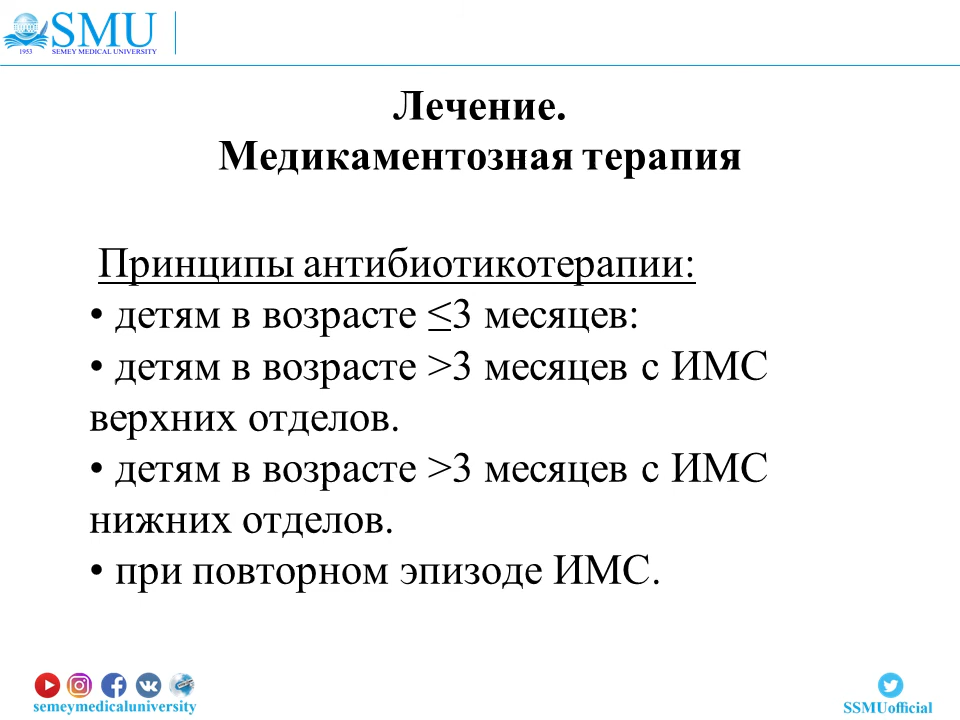 SMU
1953 SEMEY MEDICAL UNIVERSITY
Лечение.
Медикаментозная терапия
Принципы антибиотикотерапии:
• детям в возрасте ≤3 месяцев:
• детям в возрасте >3 месяцев с ИМС
верхних отделов.
• детям в возрасте >3 месяцев с ИМС
нижних отделов.
• при повторном эпизоде ИМС.
semeymedicaluniversity
SSMUofficial